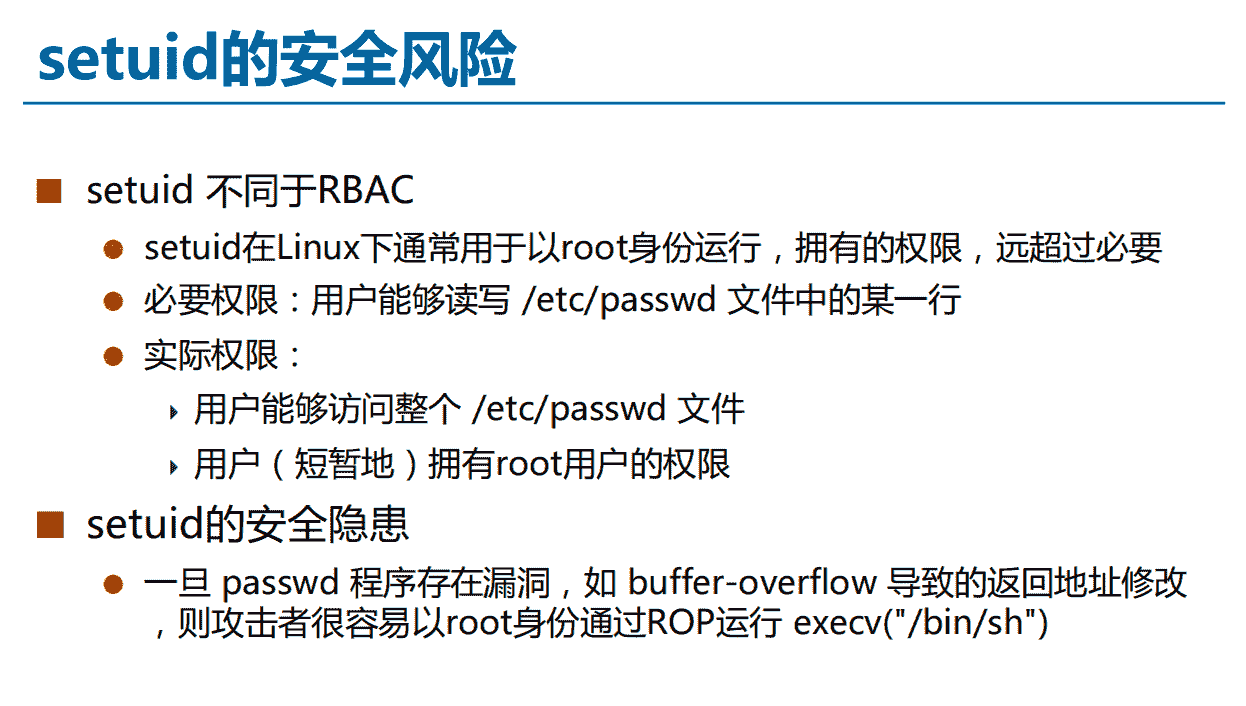 setuid的安全风险
setuid 不同于RBAC
setuid在Linux下通常用于以root身份运行，拥有的权限，远超过必要
必要权限：用户能够读写 /etc/passwd 文件中的某一行
实际权限：
用户能够访问整个 /etc/passwd 文件
用户（短暂地）拥有root用户的权限
setuid的安全隐患
一旦 passwd 程序存在漏洞，如 buffer-overflow 导致的返回地址修改
，则攻击者很容易以root身份通过ROP运行 execv("/bin/sh")